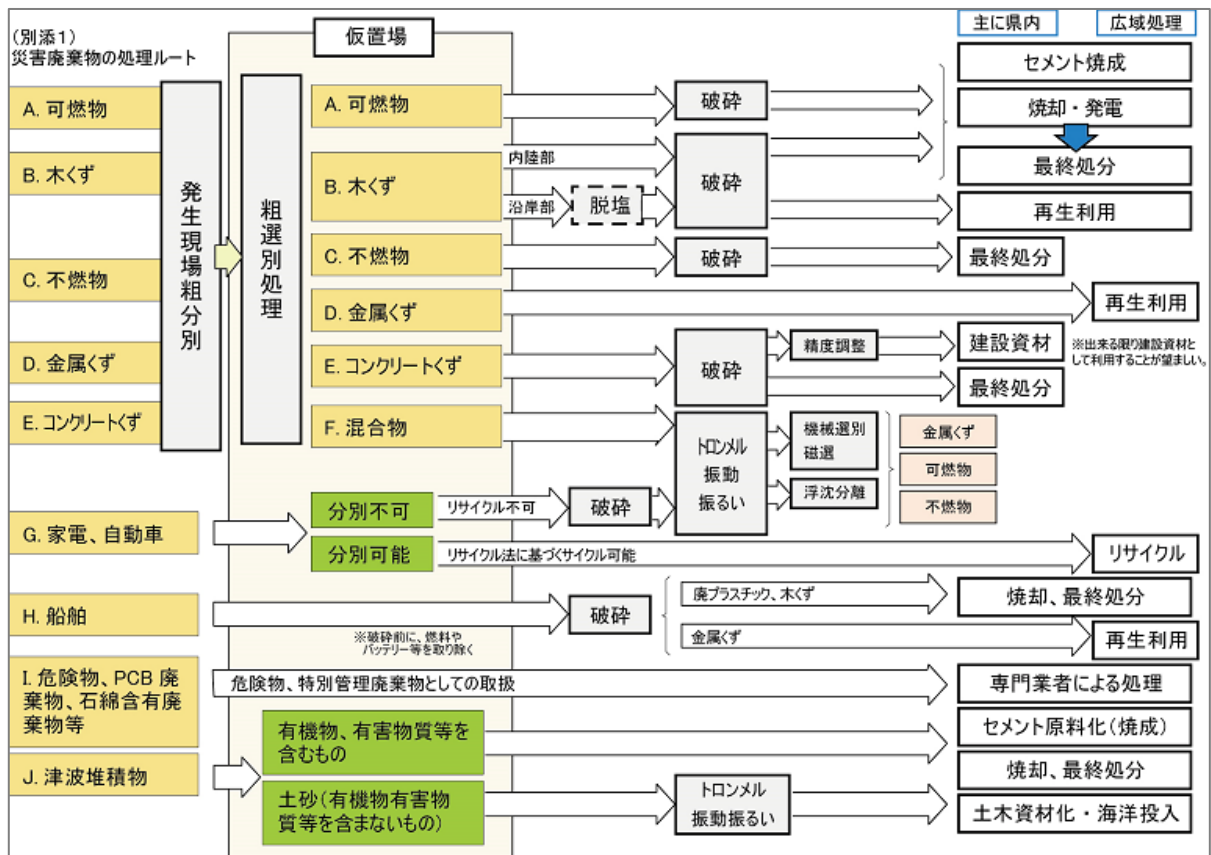 (別添1)
災害廃棄物の処理ルート
仮置場
主に県内
広域処理
A. 可燃物
B. 木くず
C. 不燃物
D. 金属くず
E. コンクリートくず
発生現場粗分別
粗選別処理
A. 可燃物
破砕
セメント焼成
焼却・発電
最終処分
B. 木くず
内陸部
沿岸部
脱塩
破砕
再生利用
C. 不燃物
破砕
最終処分
D. 金属くず
再生利用
E. コンクリートくず
破砕
精度調整
建設資材
※出来る限り建設資材と
して利用することが望ましい。
最終処分
F. 混合物
トロンメル
振動
振るい
機械選別
磁選
浮沈分離
金属くず
可燃物
不燃物
G. 家電、自動車
分別不可
リサイクル不可
破砕
分別可能
リサイクル法に基づくサイクル可能
リサイクル
H. 船舶
※破砕前に、燃料や
バッテリー等を取り除く
破砕
廃プラスチック、木くず
焼却、最終処分
金属くず
再生利用
I. 危険物、PCB 廃
棄物、石綿含有廃
棄物等
危険物、特別管理廃棄物としての取扱
専門業者による処理
J. 津波堆積物
有機物、有害物質等を
含むもの
セメント原料化(焼成)
焼却、最終処分
土砂(有機物有害物
質等を含まないもの)
トロンメル
振動振るい
土木資材化・海洋投入